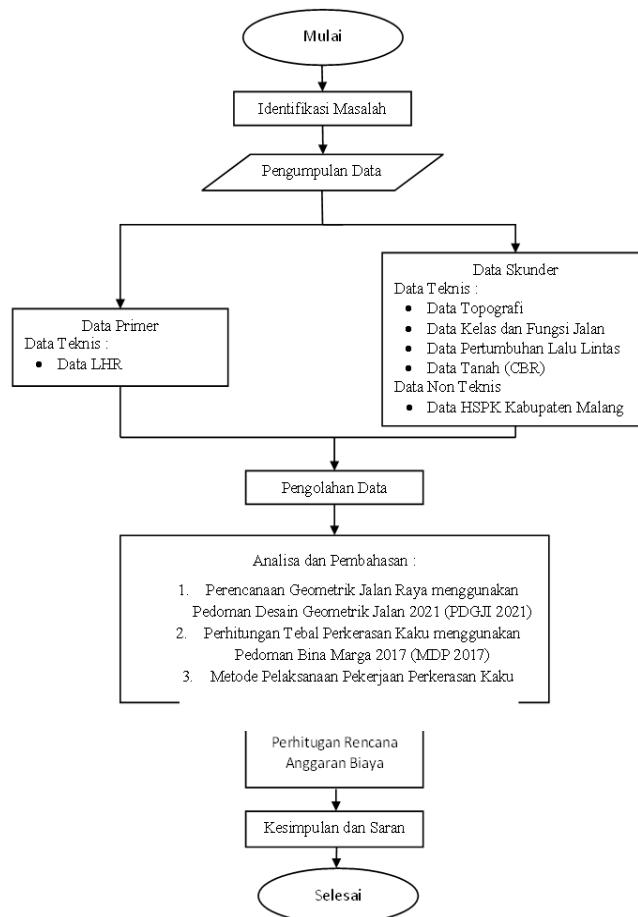 Mulai
Identifikasi Masalah
Pengumpulan Data
Data Primer
Data Teknis :
• Data LHR
Data Skunder
Data Teknis :
• Data Topografi
• Data Kelas dan Fungsi Jalan
• Data Pertumbuhan Lalu Lintas
• Data Tanah (CBR)
Data Non Teknis
• Data HSPK Kabupaten Malang
Pengolahan Data
Analisa dan Pembahasan :
1. Perencanaan Geometrik Jalan Raya menggunakan
Pedoman Desain Geometrik Jalan 2021 (PDGJI 2021)
2. Perhitungan Tebal Perkerasan Kaku menggunakan
Pedoman Bina Marga 2017 (MDP 2017)
3. Metode Pelaksanaan Pekerjaan Perkerasan Kaku
Perhitugan Rencana
Anggaran Biaya
Kesimpulan dan Saran
Selesai